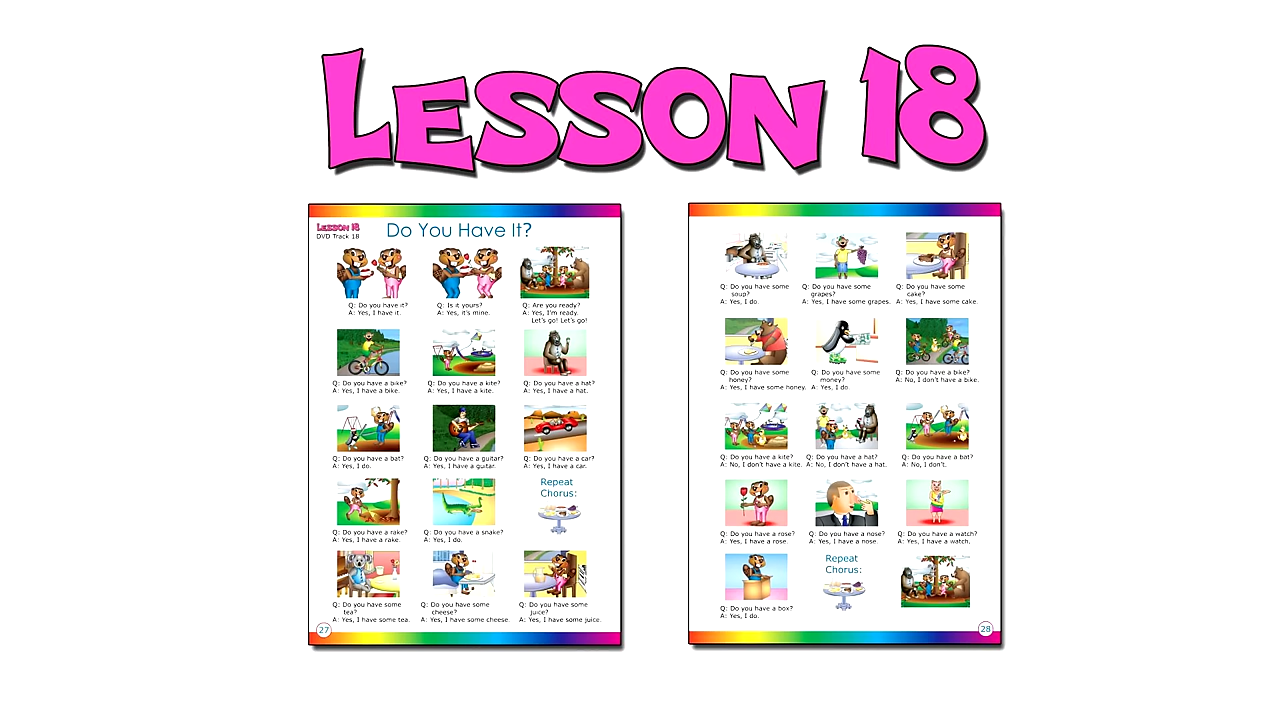 LESSON 18
LESSON 18
DVD Track 18
Do You Have It?
Q: Do you have it?
A: Yes, I have it.
Q: Is it yours?
A: Yes, it's mine.
Q: Are you ready?
A: Yes, I'm ready.
Let's go! Let's go!
Q: Do you have a bike?
A: Yes, I have a bike.
Q: Do you have a kite?
A: Yes, I have a kite.
Q: Do you have a hat?
A: Yes, I have a hat.
Q: Do you have a bat?
A: Yes, I do.
Q: Do you have a guitar?
A: Yes, I have a guitar.
Q: Do you have a car?
A: Yes, I have a car.
Q: Do you have a rake?
A: Yes, I have a rake.
Q: Do you have a snake?
A: Yes, I do.
Repeat
Chorus:
Q: Do you have some
tea?
A: Yes, I have some tea.
Q: Do you have some
cheese?
A: Yes, I have some cheese.
Q: Do you have some
juice?
A: Yes, I have some juice.
27
Q: Do you have some
soup?
A: Yes, I do.
Q: Do you have some
grapes?
A: Yes, I have some grapes.
Q: Do you have some
cake?
A: Yes, I have some cake.
Q: Do you have some
honey?
A: Yes, I have some honey.
Q: Do you have some
money?
A: Yes, I do.
Q: Do you have a bike?
A: No, I don't have a bike.
Q: Do you have a kite?
A: No, I don't have a kite.
Q: Do you have a hat?
A: No, I don't have a hat.
Q: Do you have a bat?
A: No, I don't.
Q: Do you have a rose?
A: Yes, I have a rose.
Q: Do you have a nose?
A: Yes, I have a nose.
Q: Do you have a watch?
A: Yes, I have a watch.
Q: Do you have a box?
A: Yes, I do.
Repeat
Chorus:
28